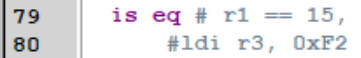 79 is eq # r1 == 15,
80 #ldi r3, 0xF2